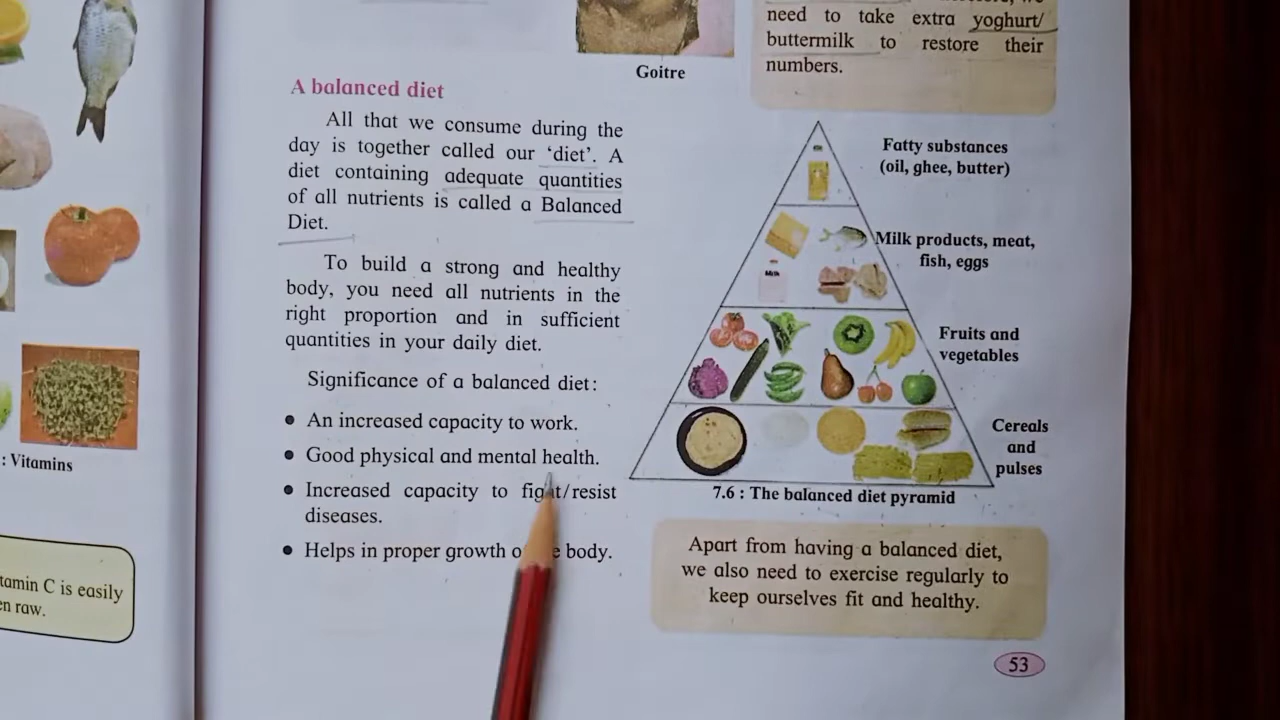 : Vitamins
tamin C is easily
en raw.
Goitre
need to take extra yoghurt/
buttermilk to restore their
numbers.
A balanced diet
All that we consume during the
day is together called our ‘diet’. A
diet containing adequate quantities
of all nutrients is called a Balanced
Diet.
To build a strong and healthy
body, you need all nutrients in the
right proportion and in sufficient
quantities in your daily diet.
Significance of a balanced diet:
• An increased capacity to work.
• Good physical and mental health.
• Increased capacity to fight/resist
diseases.
• Helps in proper growth of the body.
Fatty substances
(oil, ghee, butter)
Milk products, meat,
fish, eggs
Milk
Fruits and
vegetables
Cereals
and
pulses
7.6 : The balanced diet pyramid
Apart from having a balanced diet,
we also need to exercise regularly to
keep ourselves fit and healthy.
53